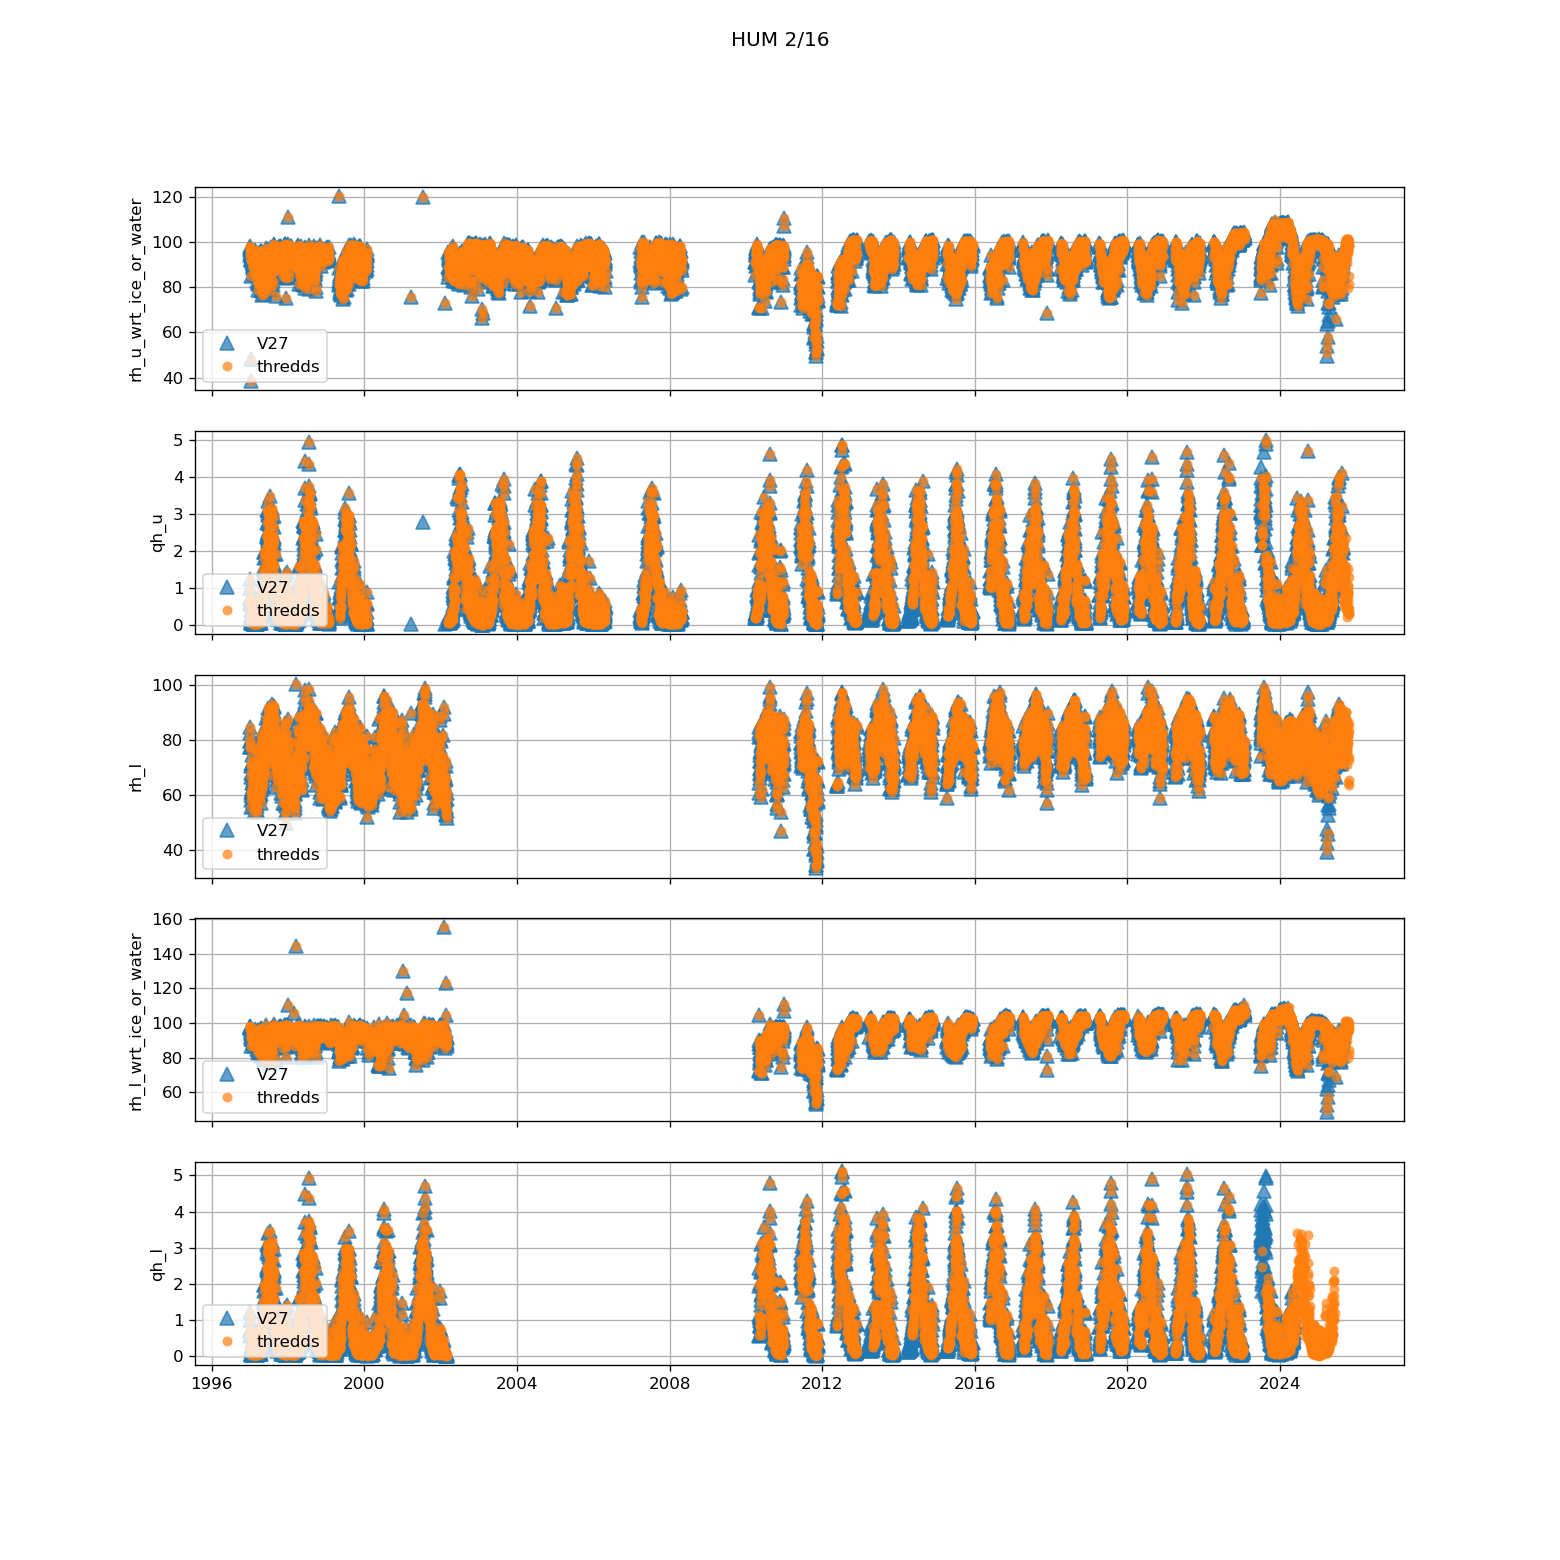 HUM 2/16
rh_u_wrt_ice_or_water
120
100
80
60
40
V27
thredds
qh_u
5
4
3
2
1
0
V27
thredds
rh_l
100
80
60
40
V27
thredds
rh_l_wrt_ice_or_water
160
140
120
100
80
60
V27
thredds
qh_l
5
4
3
2
1
0
V27
thredds
1996 2000 2004 2008 2012 2016 2020 2024